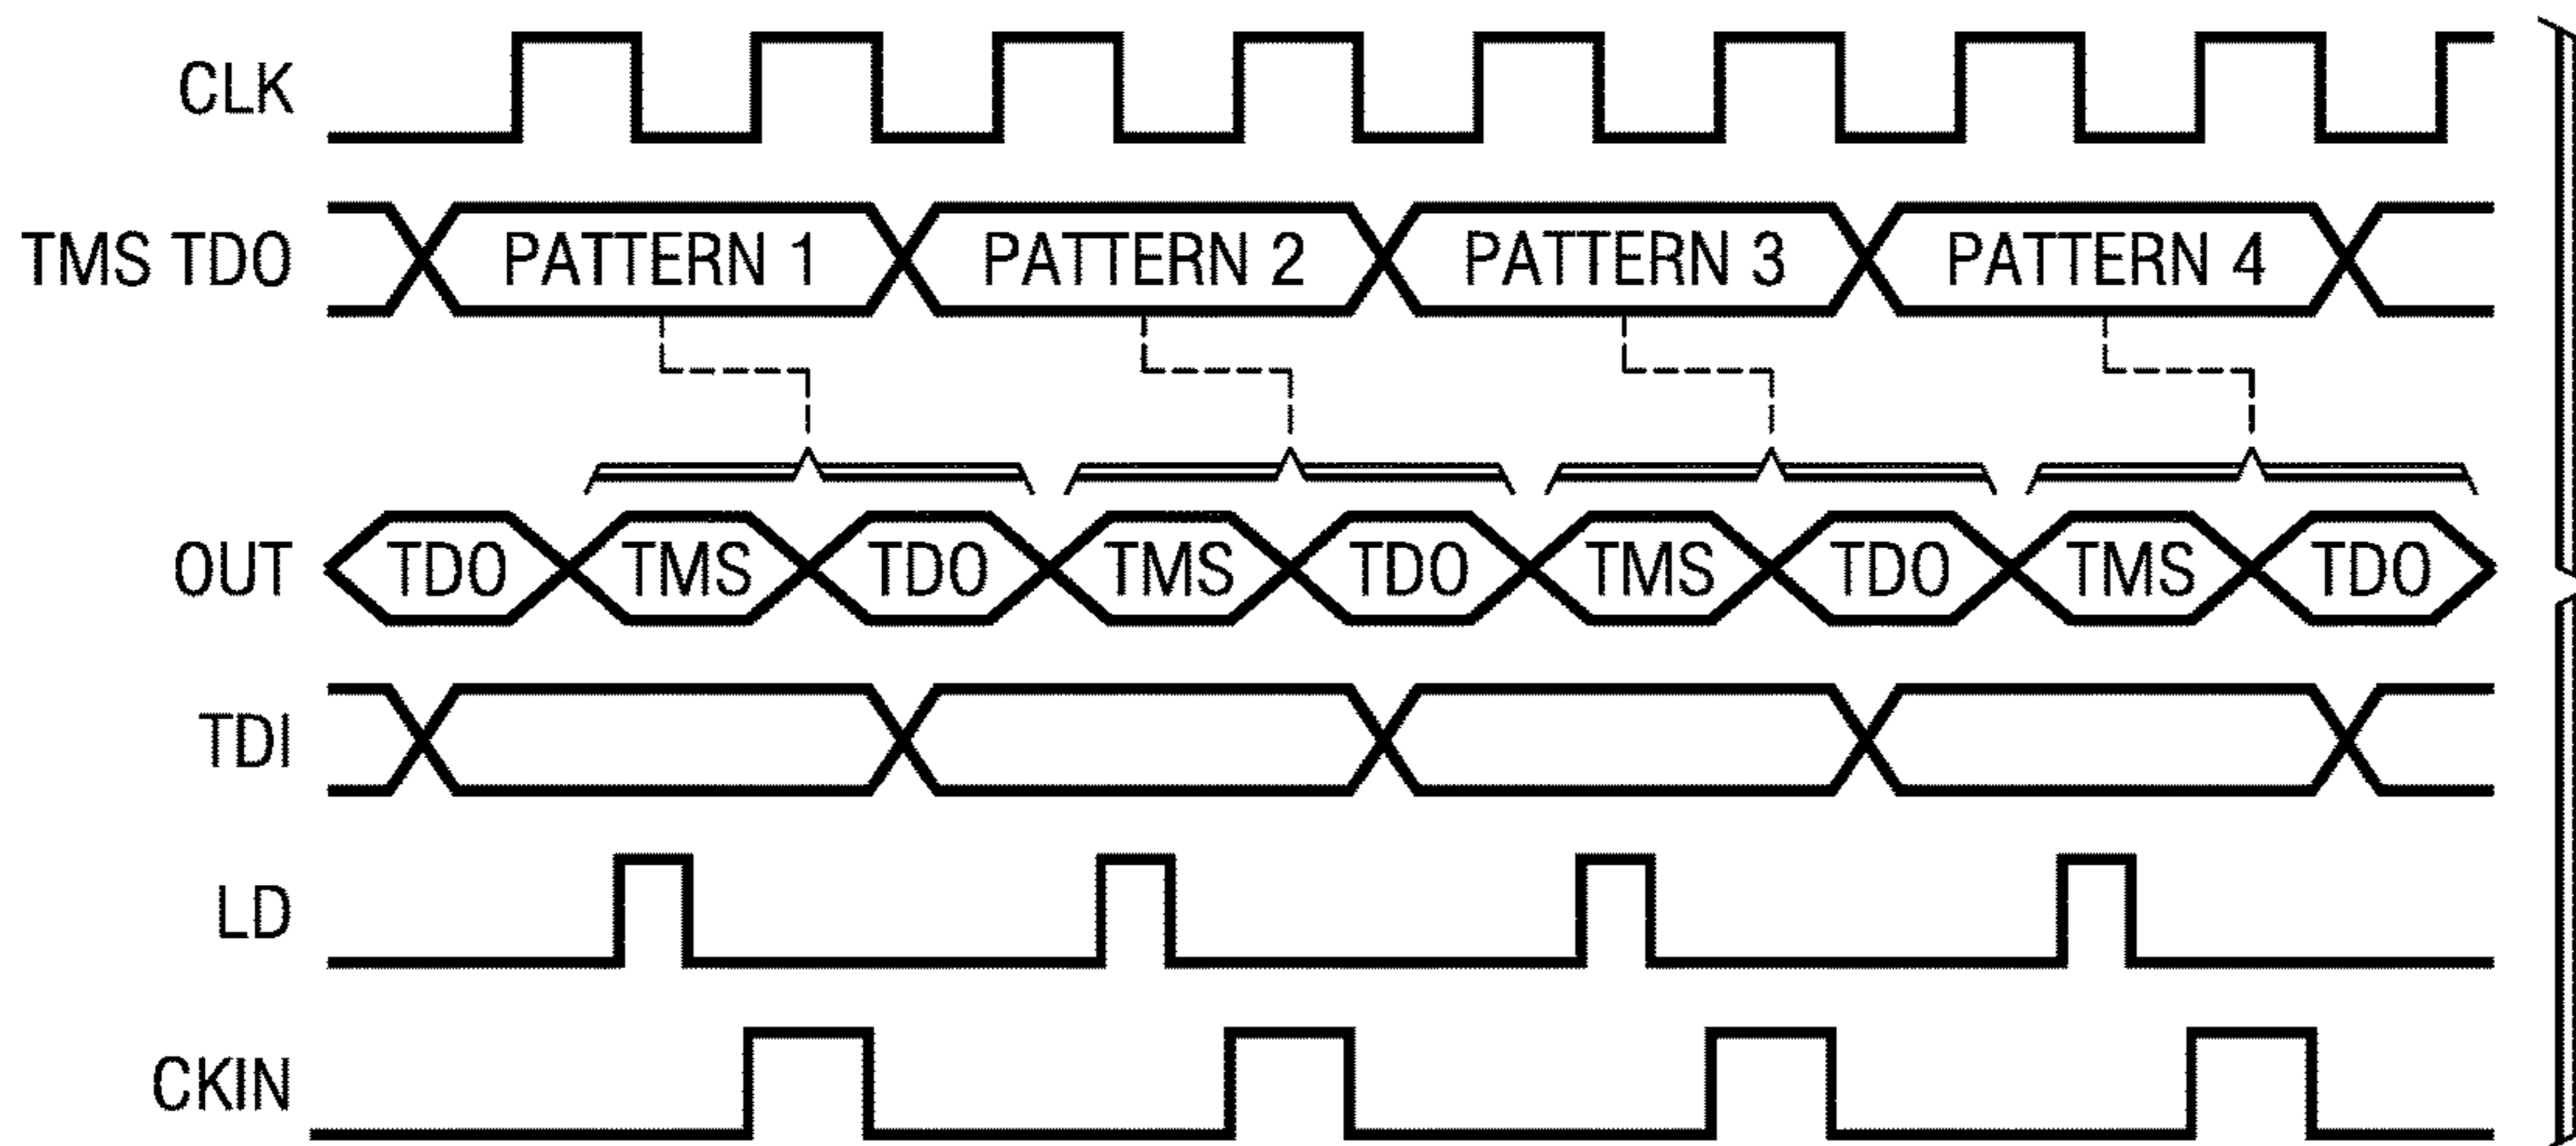 CLK
TMS TDO PATTERN 1 PATTERN 2 PATTERN 3 PATTERN 4
OUT TDO TMS TDO TMS TDO TMS TDO TMS TDO
TDI
LD
CKIN